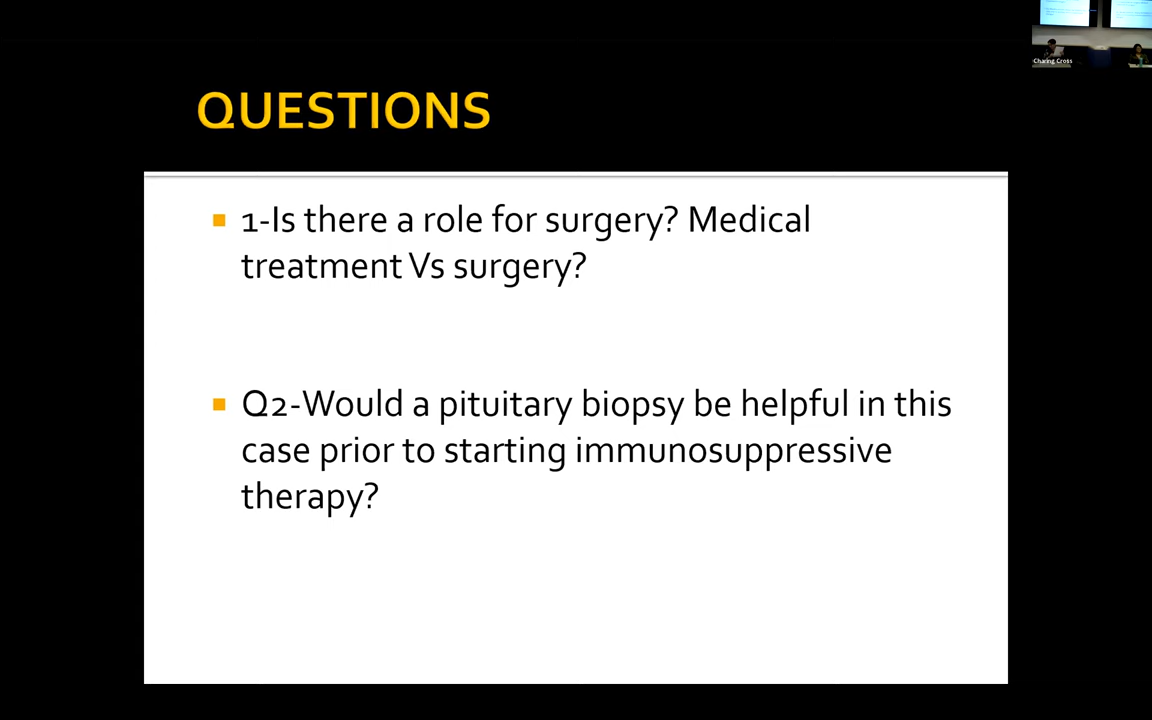 Charing Cross
QUESTIONS
1-Is there a role for surgery? Medical
treatment Vs surgery?
Q2-Would a pituitary biopsy be helpful in this
case prior to starting immunosuppressive
therapy?